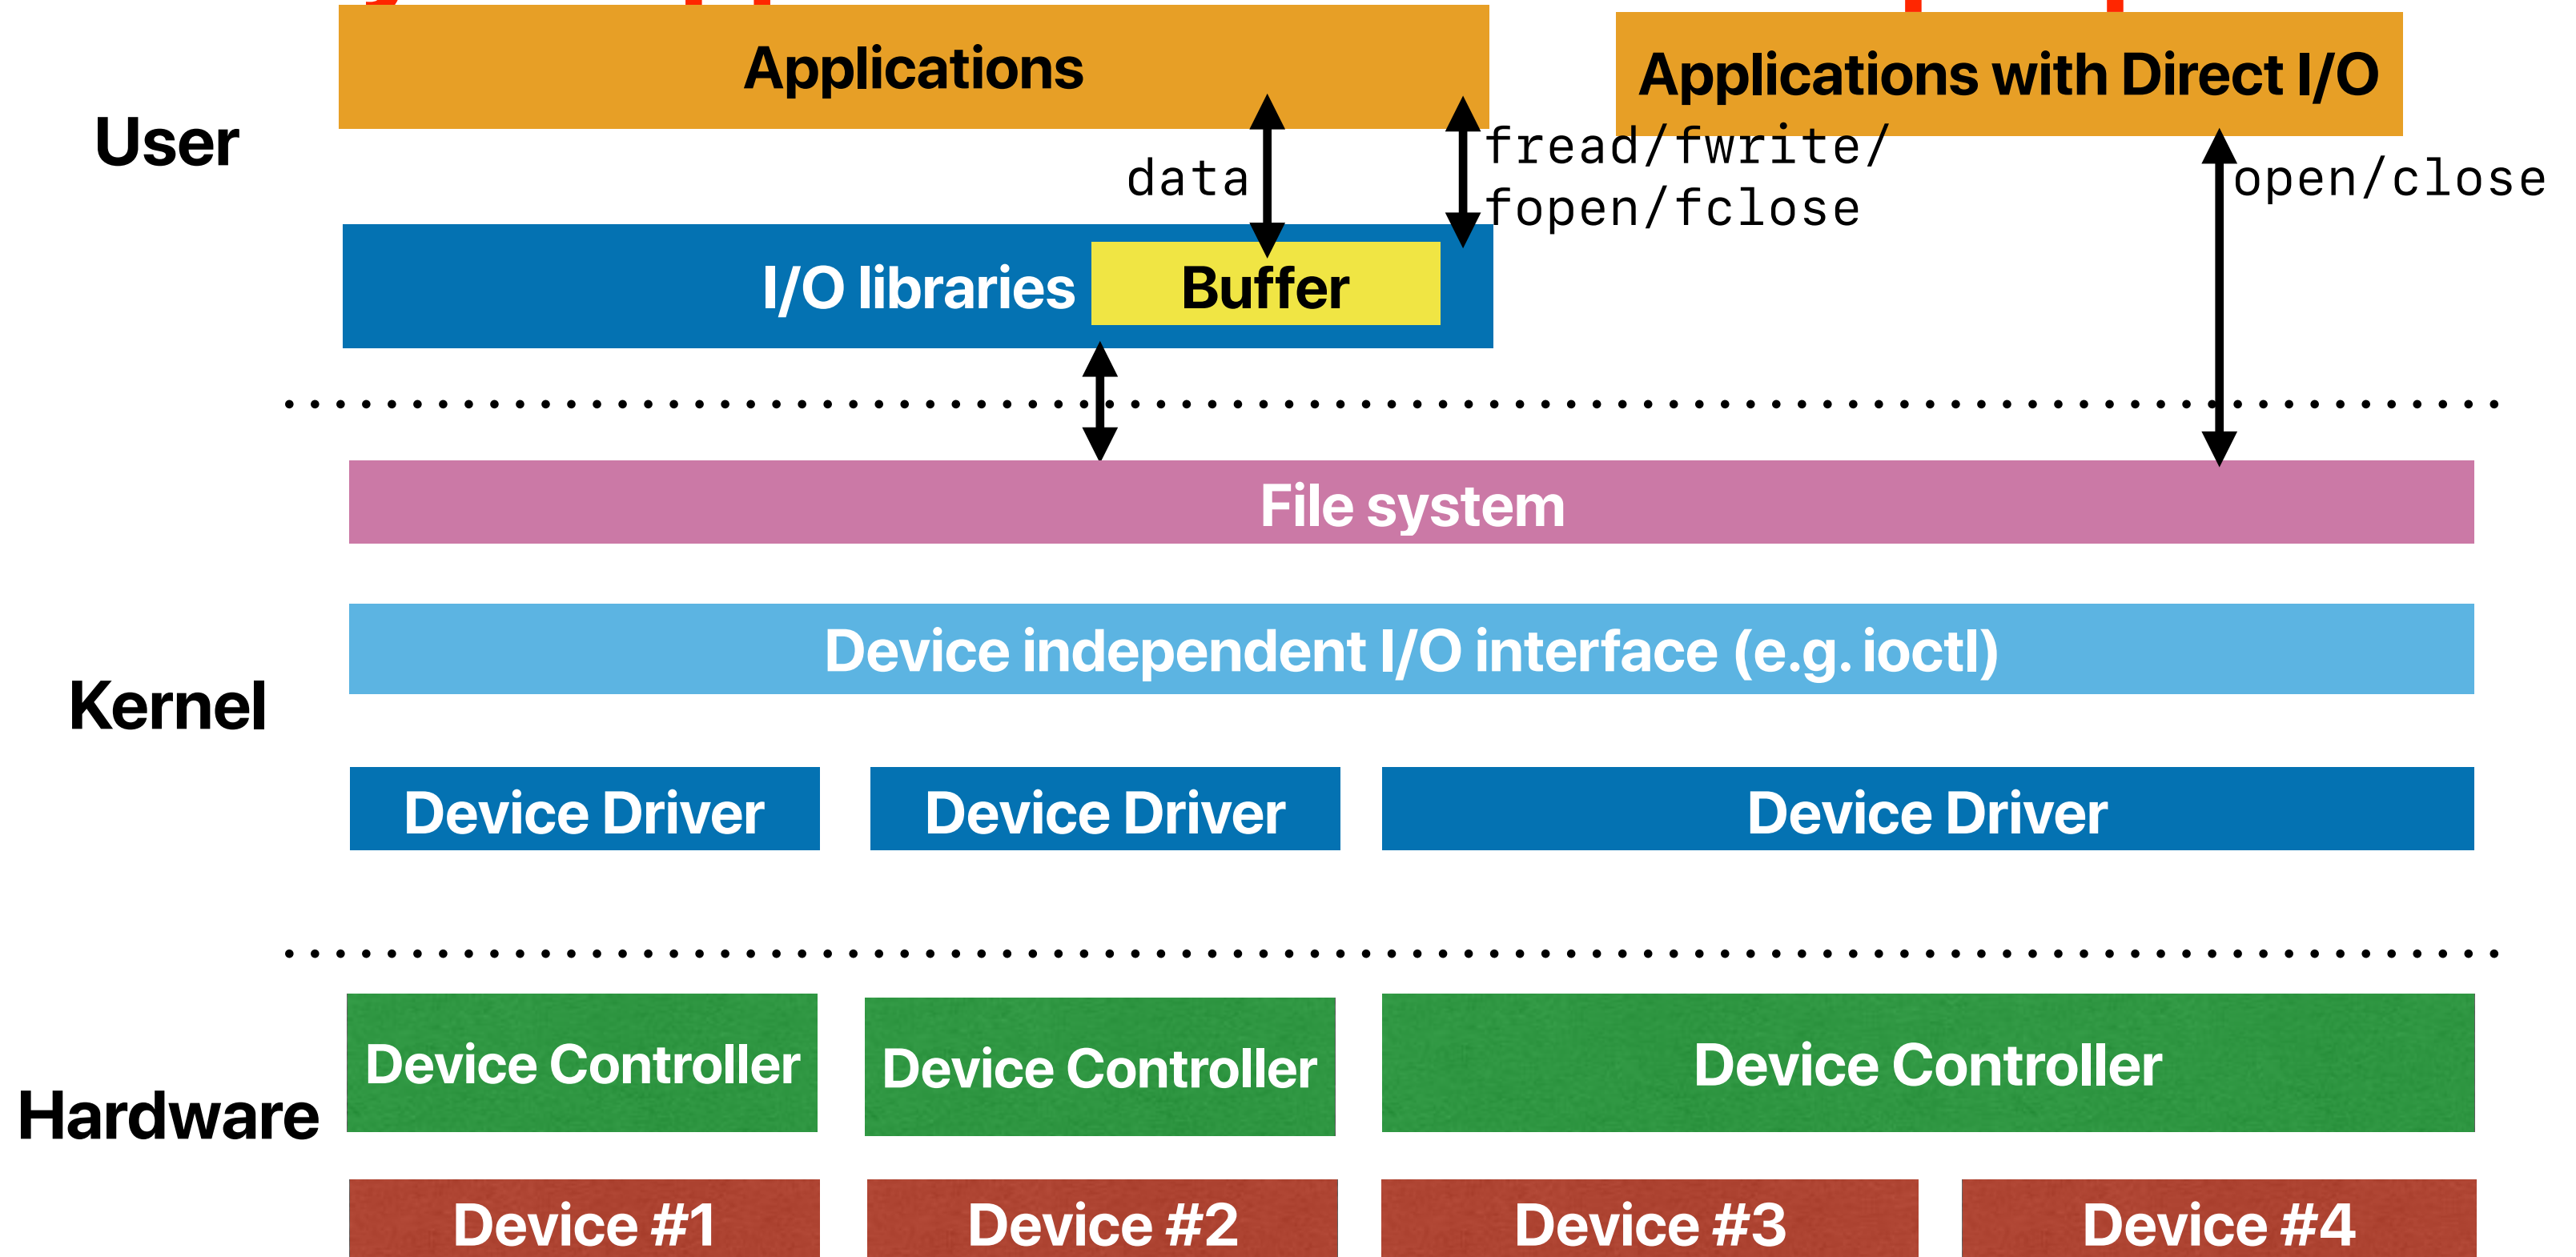 Applications
Applications with Direct I/O
User
data
fread/fwrite/
fopen/fclose
open/close
I/O libraries
Buffer
File system
Device independent I/O interface (e.g. ioctl)
Kernel
Device Driver
Device Driver
Device Driver
Device Controller
Device Controller
Device Controller
Hardware
Device #1
Device #2
Device #3
Device #4